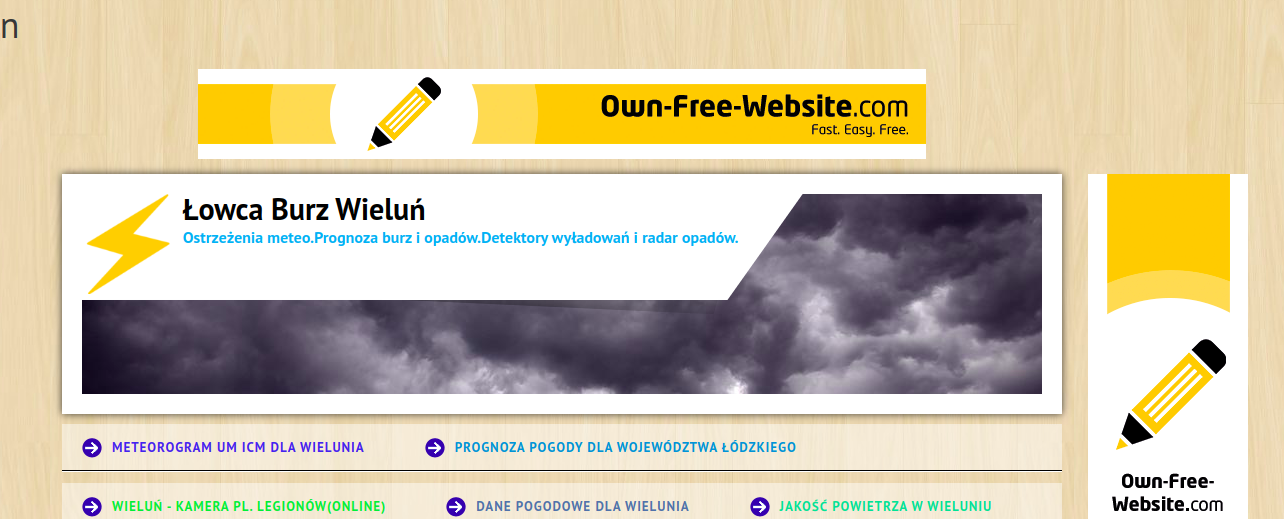 n
Own-Free-Website.com
Fast. Easy. Free.
Łowca Burz Wieluń
Ostrzeżenia meteo.Prognoza burz i opadów.Detektory wyładowań i radar opadów.
METEOROGRAM UM ICM DLA WIELUNIA
PROGNOZA POGODY DLA WOJEWÓDZTWA ŁÓDZKIEGO
WIELUŃ - KAMERA PL. LEGIONÓW(ONLINE)
DANE POGODOWE DLA WIELUNIA
JAKOŚĆ POWIETRZA W WIELUNIU
Own-Free-
Website.com